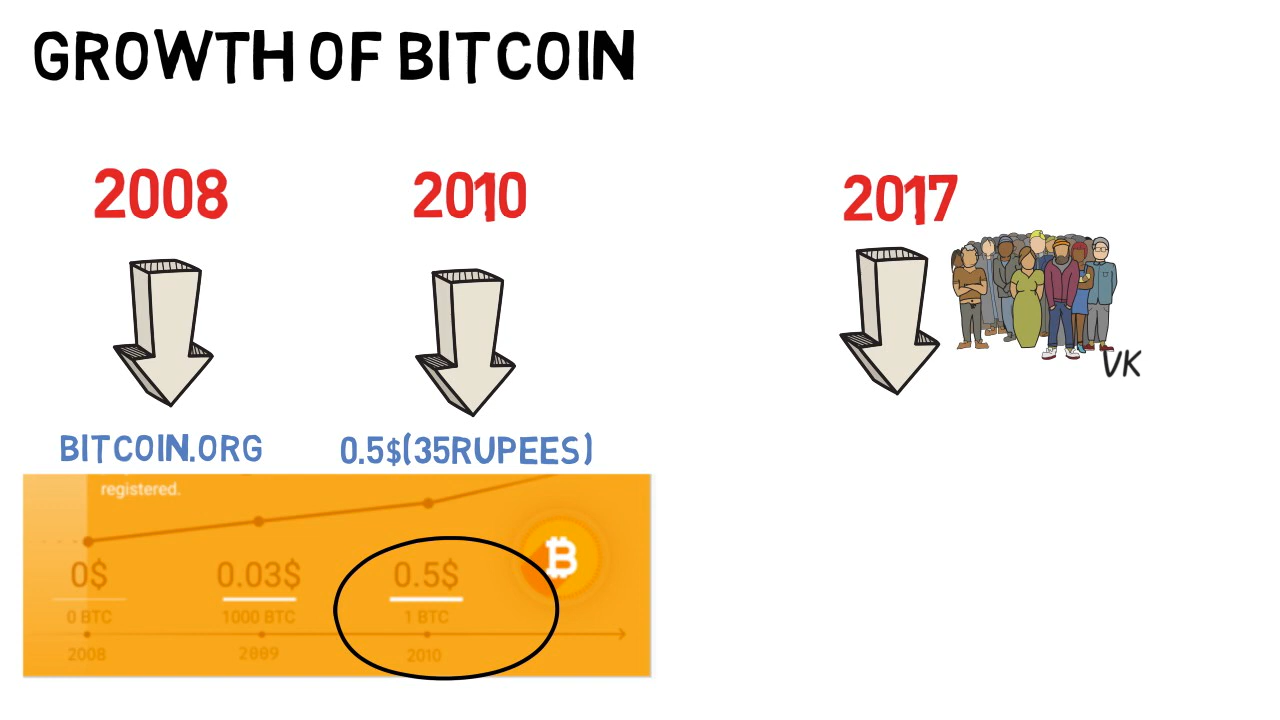 GROWTH OF BITCOIN
2008
2010
2017
VK
BITCOIN.ORG
0.5$(35RUPEES)
registered.
0$
0.03$
0.5$
0 BTC
1000 BTC
1 BTC
2008
2009
2010